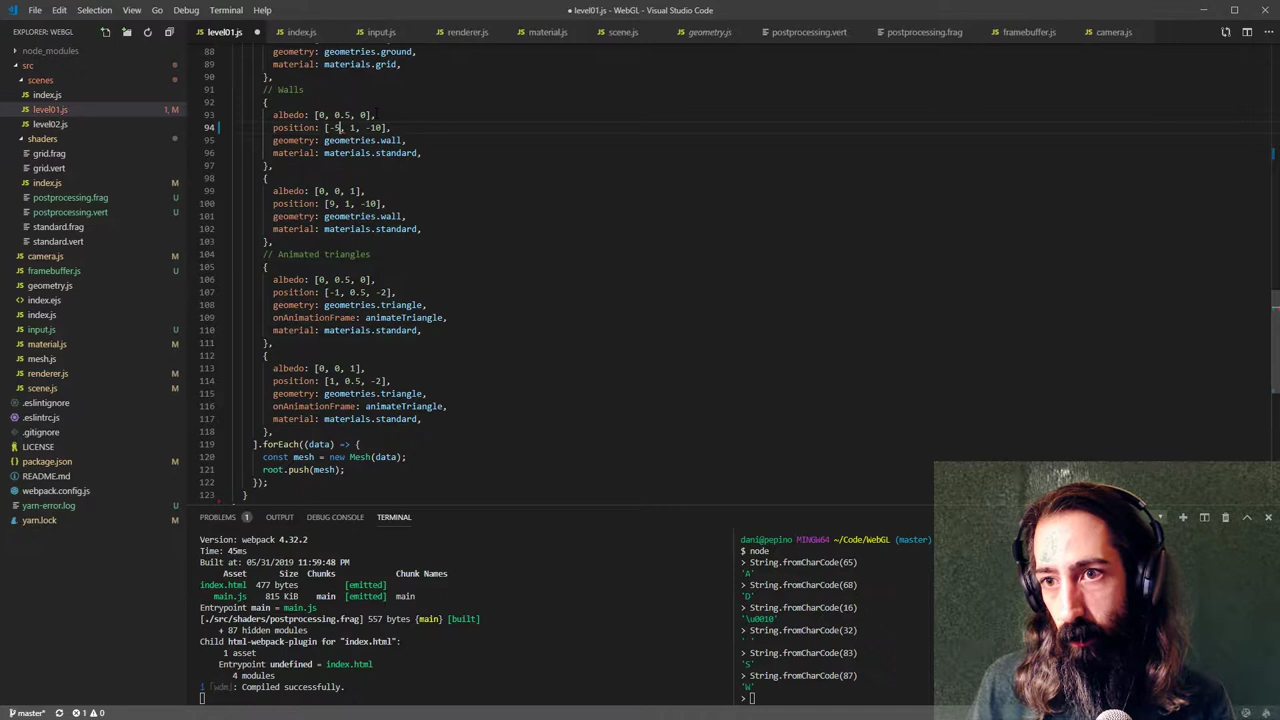 File Edit Selection View Go Debug Terminal Help
● level01.js - WebGL - Visual Studio Code
EXPLORER: WEBGL
level01.js index.js input.js renderer.js material.js scene.js geometry.js postprocessing.vert postprocessing.frag framebuffer.js camera.js
node_modules
src
scenes
index.js
level01.js 1, M
level02.js
shaders
grid.frag
grid.vert
index.js M
postprocessing.frag U
postprocessing.vert U
standard.frag
standard.vert
camera.js M
framebuffer.js U
geometry.js
index.ejs
index.js
input.js U
material.js M
mesh.js
renderer.js M
scene.js M
.eslintignore
.eslintrc.js
.gitignore
LICENSE
package.json M
README.md
webpack.config.js
yarn-error.log U
yarn.lock M
88 geometry: geometries.ground,
89 material: materials.grid,
90 },
91 // Walls
92 {
93 albedo: [0, 0.5, 0],
94 position: [-5, 1, -10],
95 geometry: geometries.wall,
96 material: materials.standard,
97 },
98 {
99 albedo: [0, 0, 1],
100 position: [9, 1, -10],
101 geometry: geometries.wall,
102 material: materials.standard,
103 },
104 // Animated triangles
105 {
106 albedo: [0, 0.5, 0],
107 position: [-1, 0.5, -2],
108 geometry: geometries.triangle,
109 onAnimationFrame: animateTriangle,
110 material: materials.standard,
111 },
112 {
113 albedo: [0, 0, 1],
114 position: [1, 0.5, -2],
115 geometry: geometries.triangle,
116 onAnimationFrame: animateTriangle,
117 material: materials.standard,
118 },
119 ].forEach((data) => {
120 const mesh = new Mesh(data);
121 root.push(mesh);
122 });
123 }
PROBLEMS 1 OUTPUT DEBUG CONSOLE TERMINAL
Version: webpack 4.32.2
Time: 45ms
Built at: 05/31/2019 11:59:48 PM
Asset Size Chunks Chunk Names
index.html 477 bytes [emitted]
main.js 815 KiB main [emitted] main
Entrypoint main = main.js
[./src/shaders/postprocessing.frag] 557 bytes {main} [built]
+ 87 hidden modules
Child html-webpack-plugin for "index.html":
1 asset
Entrypoint undefined = index.html
4 modules
i ｢wdm｣: Compiled successfully.
dani@pepino MINGW64 ~/Code/WebGL (master)
$ node
> String.fromCharCode(65)
'A'
> String.fromCharCode(68)
'D'
> String.fromCharCode(16)
'\u0010'
> String.fromCharCode(32)
' '
> String.fromCharCode(83)
'S'
> String.fromCharCode(87)
'W'
>
master* 1 0